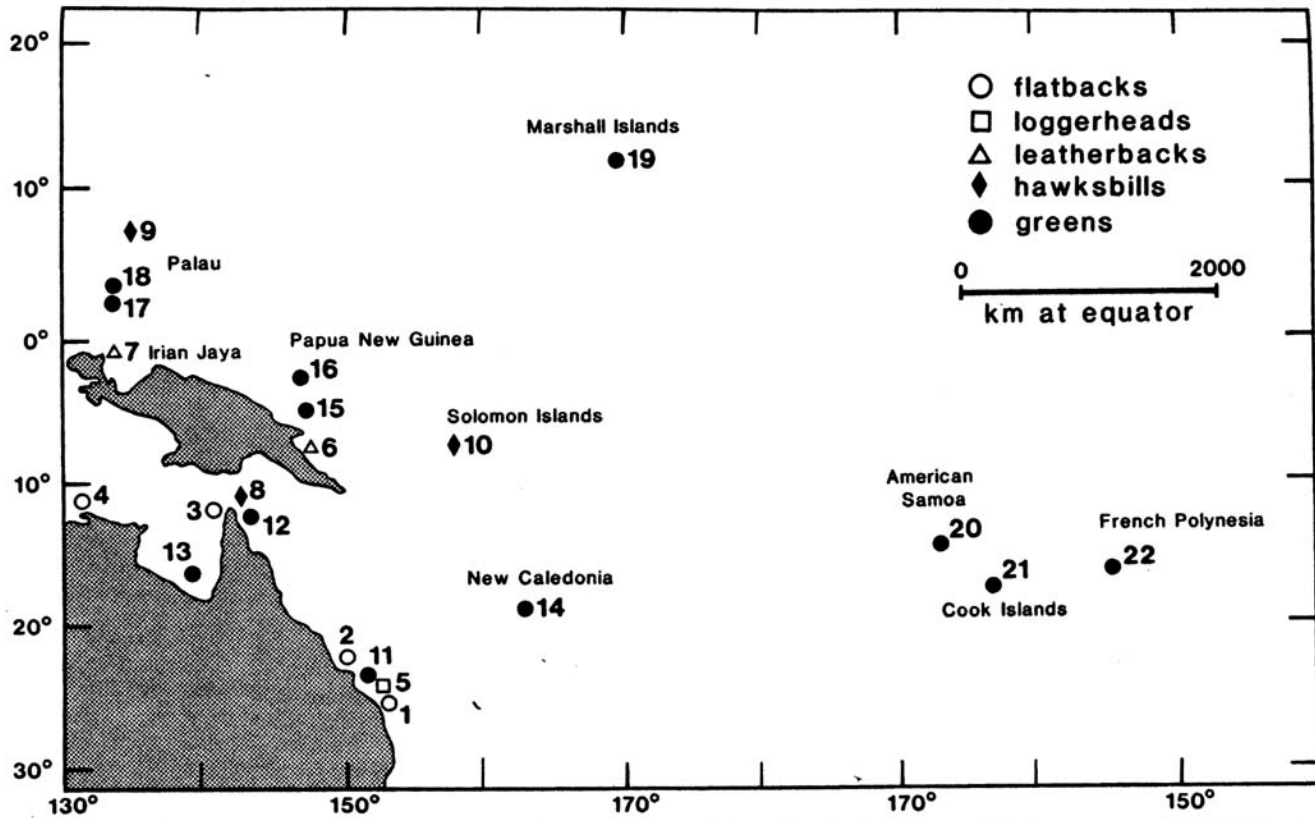 20°
flatbacks
loggerheads
Marshall Islands
19
leatherbacks
10°
hawksbills
9
greens
18
Palau
0
2000
17
km at equator
0°
7
Irian Jaya
Papua New Guinea
16
15
Solomon Islands
6
10
American
Samoa
10°
4
8
3
12
20
French Polynesia
13
21
22
New Caledonia
14
Cook Islands
20°
2
11
5
1
30°
130°
150°
170°
170°
150°